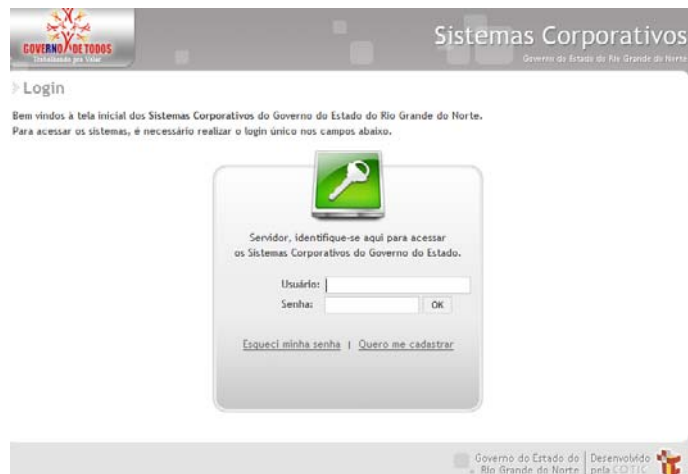 GOVERNO DE TODOS
Trabalhando pra Valer
Sistemas Corporativos
Governo do Estado do Rio Grande do Norte
Login
Bem vindos à tela inicial dos Sistemas Corporativos do Governo do Estado do Rio Grande do Norte.
Para acessar os sistemas, é necessário realizar o login único nos campos abaixo.
Servidor, identifique-se aqui para acessar
os Sistemas Corporativos do Governo do Estado.
Usuário:
Senha: OK
Esqueci minha senha | Quero me cadastrar
Governo do Estado do | Desenvolvido
Rio Grande do Norte | pela COTIC